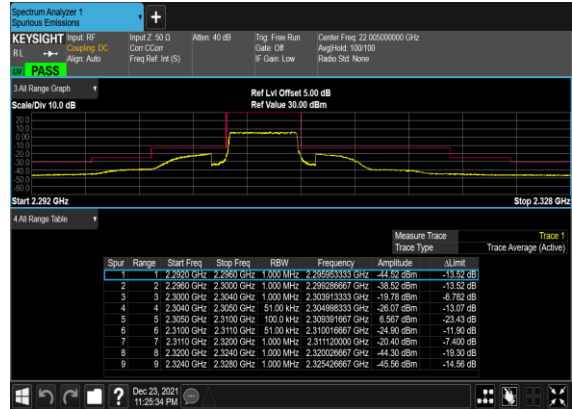 Spectrum Analyzer 1
Spurious Emissions
KEYSIGHT Input: RF Input Z: 50 Ω Atten: 40 dB Trig: Free Run Center Freq: 22.005000000 GHz
RL Coupling: DC Corr CCorr Gate: Off Avg|Hold: 100/100
Align: Auto Freq Ref: Int (S) IF Gain: Low Radio Std: None
PASS
3 All Range Graph
Ref Lvl Offset 5.00 dB
Scale/Div 10.0 dB Ref Value 30.00 dBm
20.0
10.0
0.00
-10.0
-20.0
-30.0
-40.0
-50.0
-60.0
Start 2.292 GHz Stop 2.328 GHz
4 All Range Table
Measure Trace Trace 1
Trace Type Trace Average (Active)
Spur Range Start Freq Stop Freq RBW Frequency Amplitude ΔLimit
1 1 2.2920 GHz 2.2960 GHz 1.000 MHz 2.295953333 GHz -44.52 dBm -13.52 dB
2 2 2.2960 GHz 2.3000 GHz 1.000 MHz 2.299286667 GHz -38.52 dBm -13.52 dB
3 3 2.3000 GHz 2.3040 GHz 1.000 MHz 2.303913333 GHz -19.78 dBm -6.782 dB
4 4 2.3040 GHz 2.3050 GHz 51.00 kHz 2.304998333 GHz -26.07 dBm -13.07 dB
5 5 2.3050 GHz 2.3100 GHz 100.0 kHz 2.309391667 GHz 6.567 dBm -23.43 dB
6 6 2.3100 GHz 2.3110 GHz 51.00 kHz 2.310016667 GHz -24.90 dBm -11.90 dB
7 7 2.3110 GHz 2.3200 GHz 1.000 MHz 2.311120000 GHz -20.40 dBm -7.400 dB
8 8 2.3200 GHz 2.3240 GHz 1.000 MHz 2.320026667 GHz -44.30 dBm -19.30 dB
9 9 2.3240 GHz 2.3280 GHz 1.000 MHz 2.325426667 GHz -45.56 dBm -14.56 dB
Dec 23, 2021
11:25:34 PM